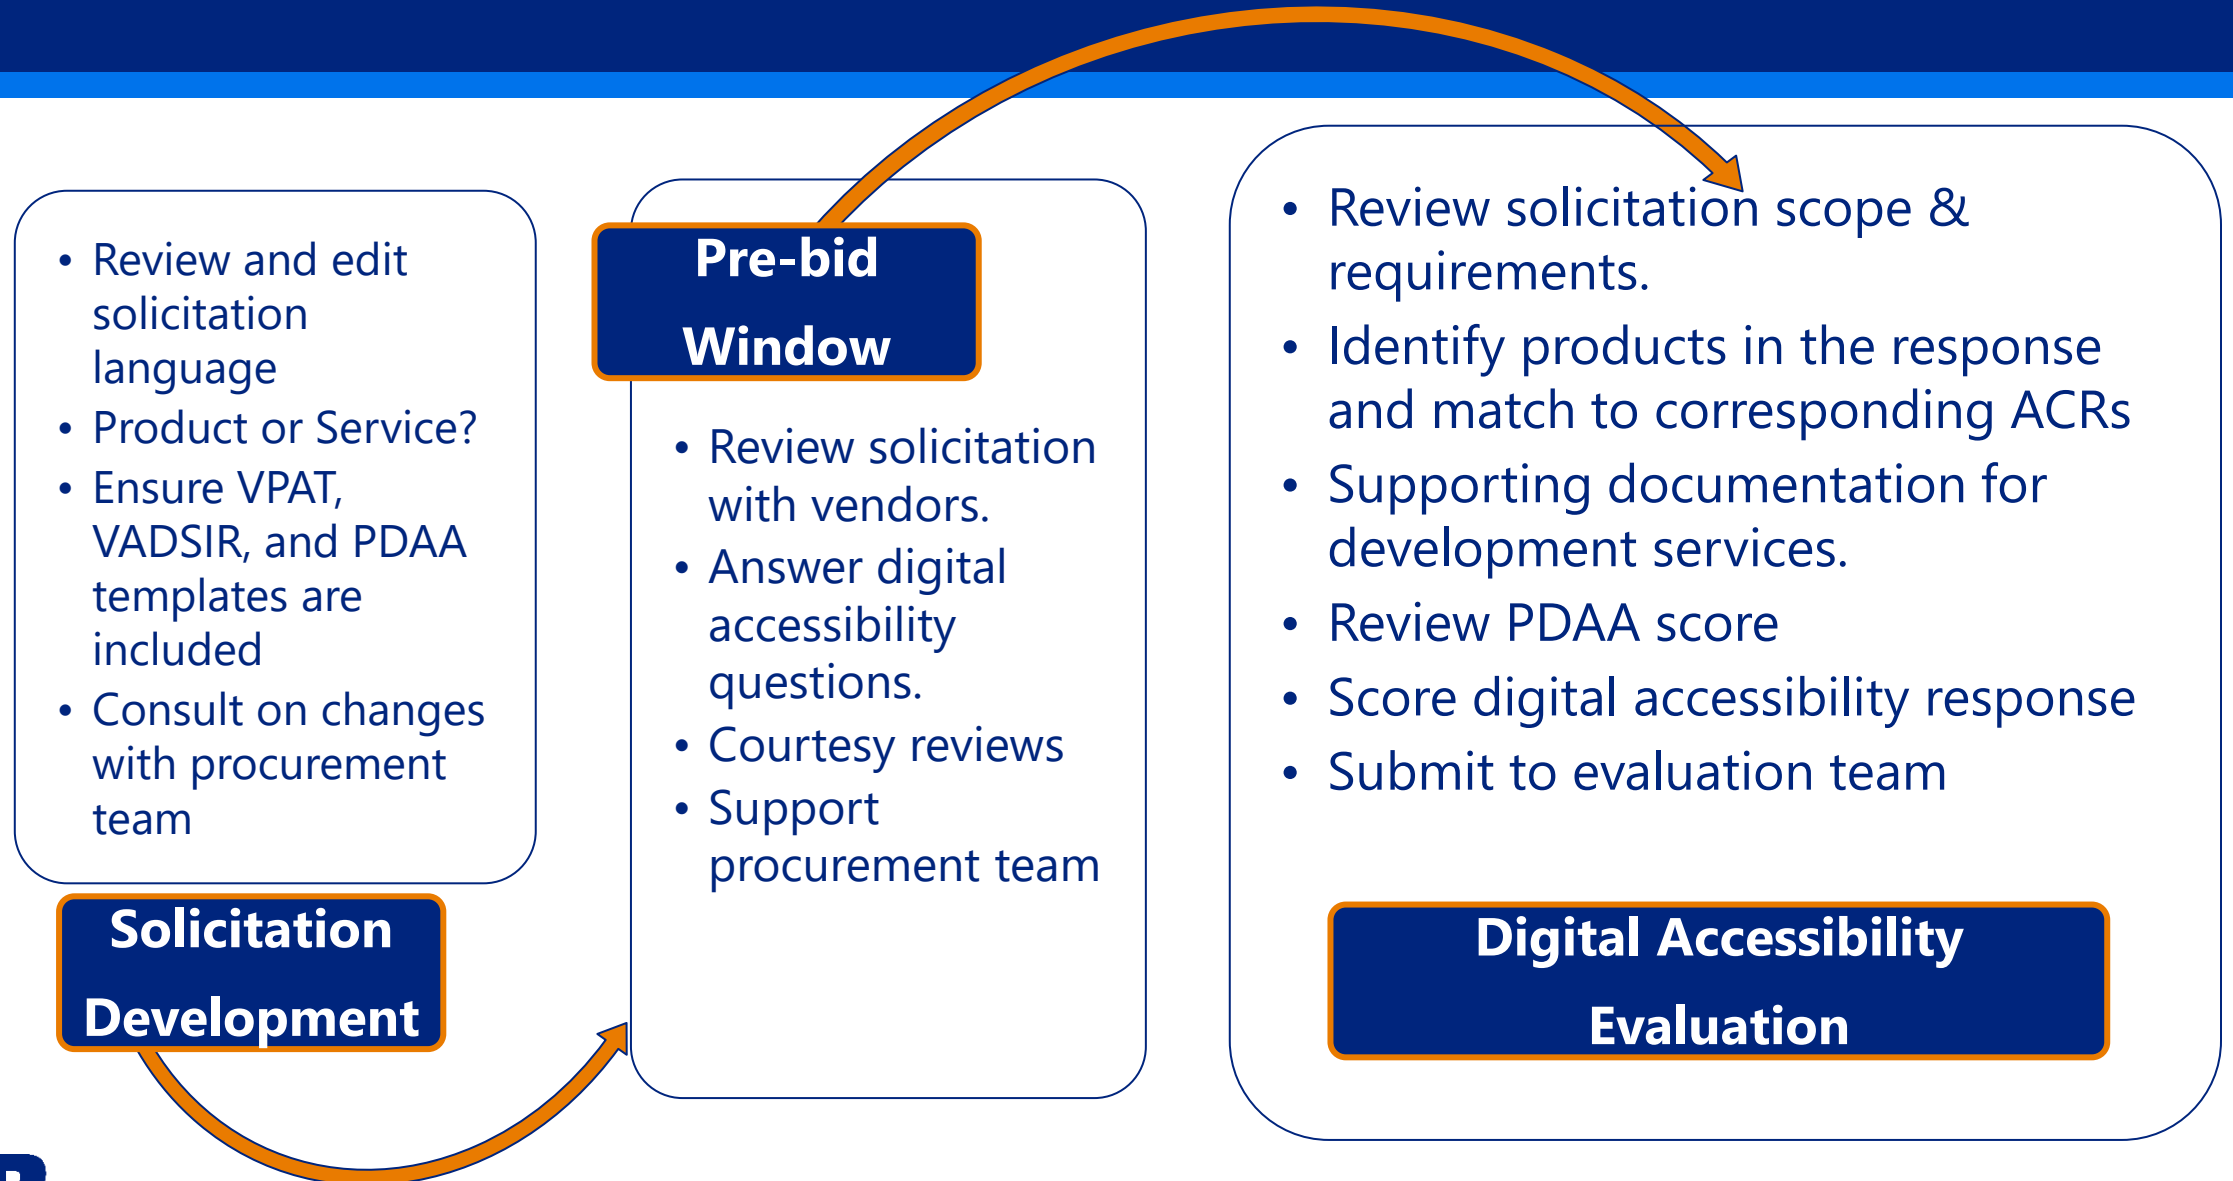 • Review and edit
solicitation
language
• Product or Service?
• Ensure VPAT,
VADSIR, and PDAA
templates are
included
• Consult on changes
with procurement
team
Solicitation
Development
Pre-bid
Window
• Review solicitation
with vendors.
• Answer digital
accessibility
questions.
• Courtesy reviews
• Support
procurement team
• Review solicitation scope &
requirements.
• Identify products in the response
and match to corresponding ACRs
• Supporting documentation for
development services.
• Review PDAA score
• Score digital accessibility response
• Submit to evaluation team
Digital Accessibility
Evaluation